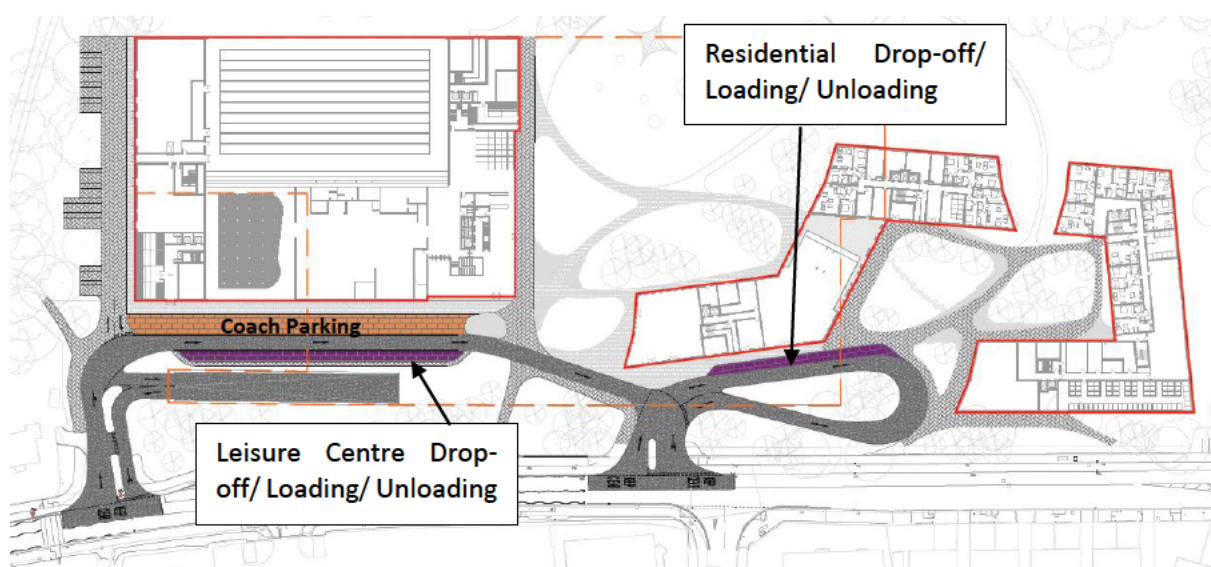 Residential Drop-off/
Loading/ Unloading
Coach Parking
Leisure Centre Drop-
off/ Loading/ Unloading